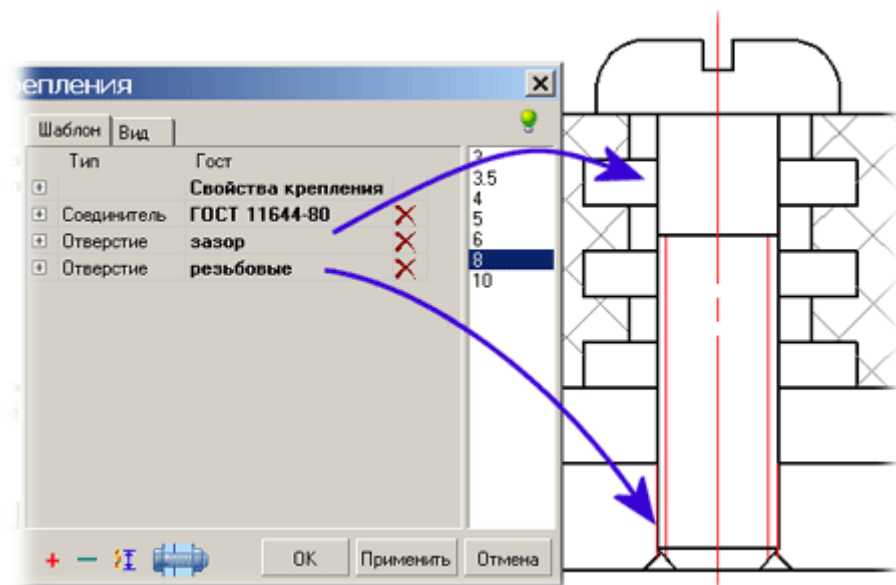 репления
Шаблон Вид
Тип Гост
Свойства крепления
Соединитель ГОСТ 11644-80
Отверстие зазор
Отверстие резьбовые
3
3.5
4
5
6
8
10
OK Применить Отмена